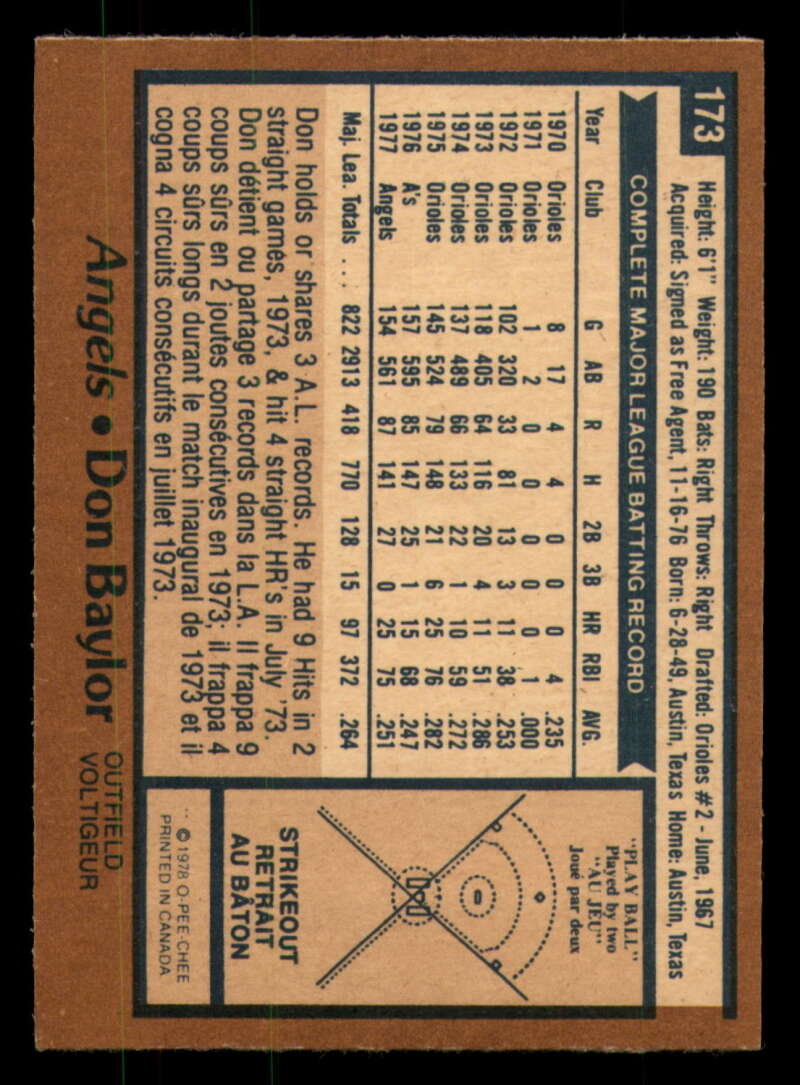 173
Height: 6'1" Weight: 190 Bats: Right Throws: Right Drafted: Orioles #2 - June, 1967
Acquired: Signed as Free Agent, 11-16-76 Born: 6-28-49, Austin, Texas Home: Austin, Texas
COMPLETE MAJOR LEAGUE BATTING RECORD
Year Club G AB R H 2B 3B HR RBI AVG.
1970 Orioles 8 17 4 4 0 0 0 4 .235
1971 Orioles 1 2 0 0 0 0 0 1 .000
1972 Orioles 102 320 33 81 13 3 11 38 .253
1973 Orioles 118 405 64 116 20 4 11 51 .286
1974 Orioles 137 489 66 133 22 1 10 59 .272
1975 Orioles 145 524 79 148 21 6 25 76 .282
1976 A's 157 595 85 147 25 1 15 68 .247
1977 Angels 154 561 87 141 27 0 25 75 .251
Maj. Lea. Totals ... 822 2913 418 770 128 15 97 372 .264
Don holds or shares 3 A.L. records. He had 9 Hits in 2
straight games, 1973, & hit 4 straight HR's in July '73.
Don détient ou partage 3 records dans la L.A. Il frappa 9
coups sûrs en 2 joutes consécutives en 1973; il frappa 4
coups sûrs longs durant le match inaugural de 1973 et il
cogna 4 circuits consécutifs en juillet 1973.
"PLAY BALL"
Played by two
"AU JEU"
Joué par deux
STRIKEOUT
RETRAIT
AU BÂTON
©1978 O-PEE-CHEE
PRINTED IN CANADA
Angels • Don Baylor
OUTFIELD
VOLTIGEUR